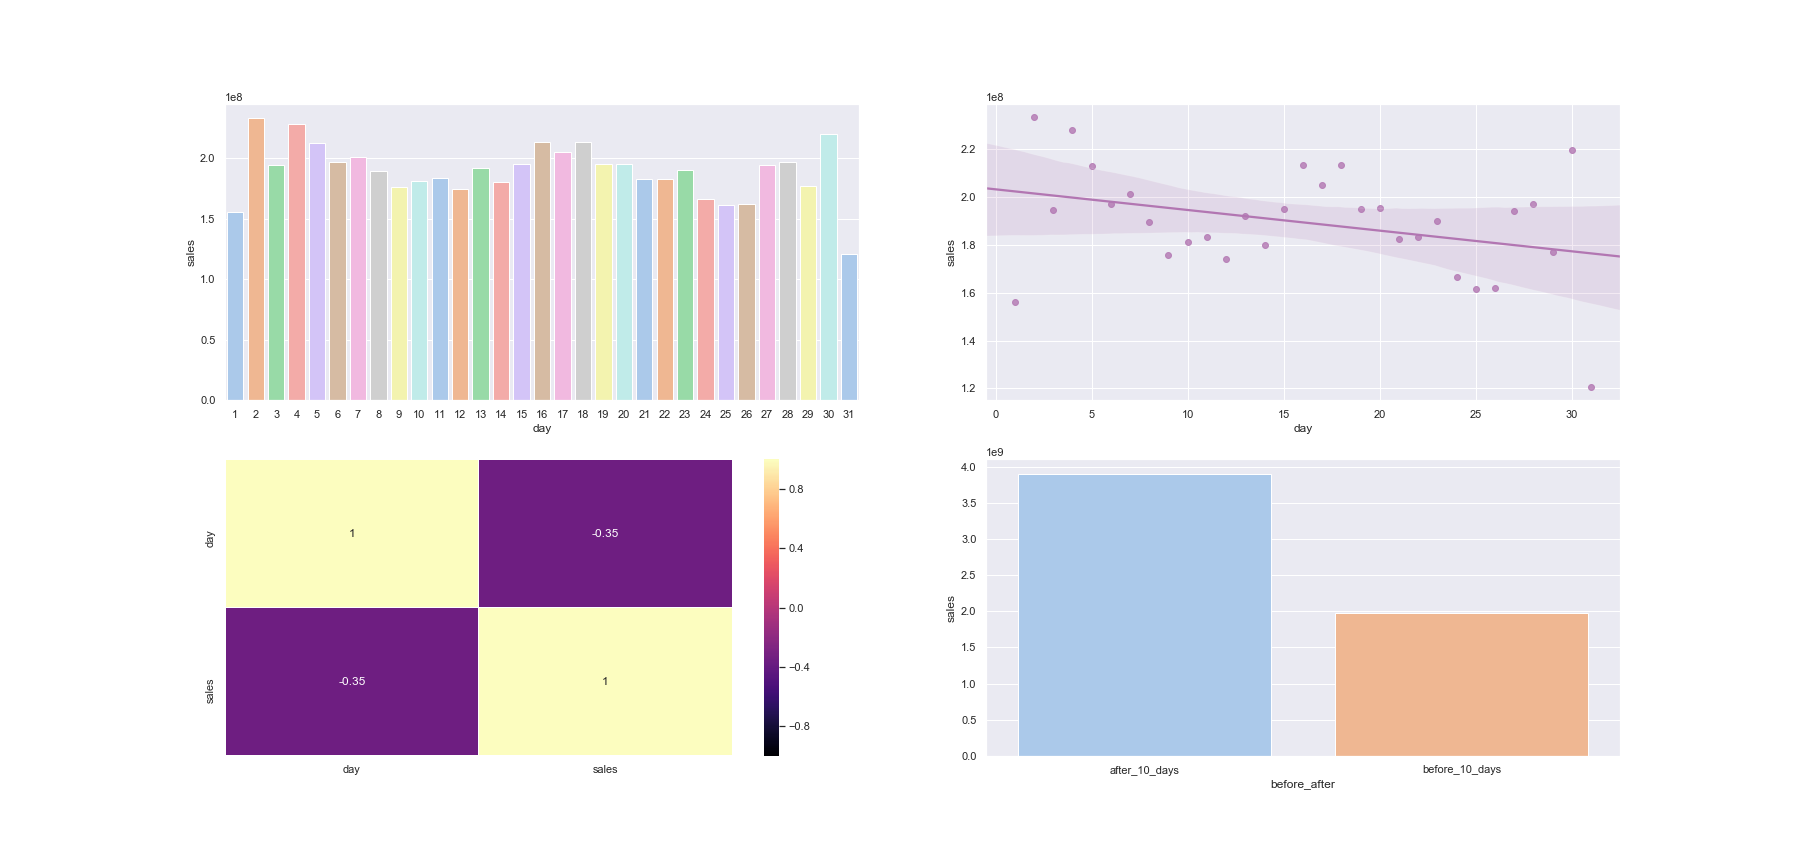 1e8
2.0
1.5
1.0
0.5
0.0
sales
1 2 3 4 5 6 7 8 9 10 11 12 13 14 15 16 17 18 19 20 21 22 23 24 25 26 27 28 29 30 31
day
1e8
2.2
2.0
1.8
1.6
1.4
1.2
sales
0 5 10 15 20 25 30
day
day
sales
1 -0.35
-0.35 1
day sales
0.8
0.4
0.0
−0.4
−0.8
1e9
4.0
3.5
3.0
2.5
2.0
1.5
1.0
0.5
0.0
sales
after_10_days before_10_days
before_after